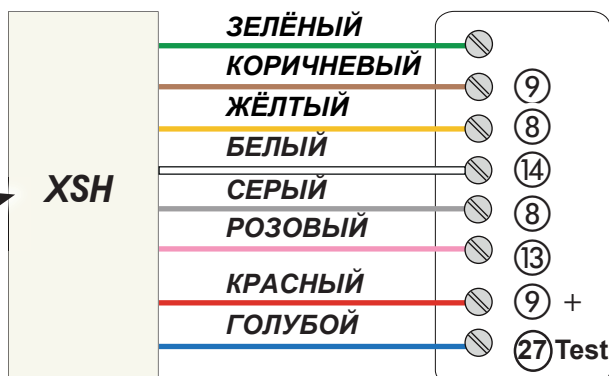 ЗЕЛЁНЫЙ
КОРИЧНЕВЫЙ
⑨
ЖЁЛТЫЙ
⑧
БЕЛЫЙ
⑭
XSH
СЕРЫЙ
⑧
РОЗОВЫЙ
⑬
КРАСНЫЙ
⑨ +
ГОЛУБОЙ
㉗ Test